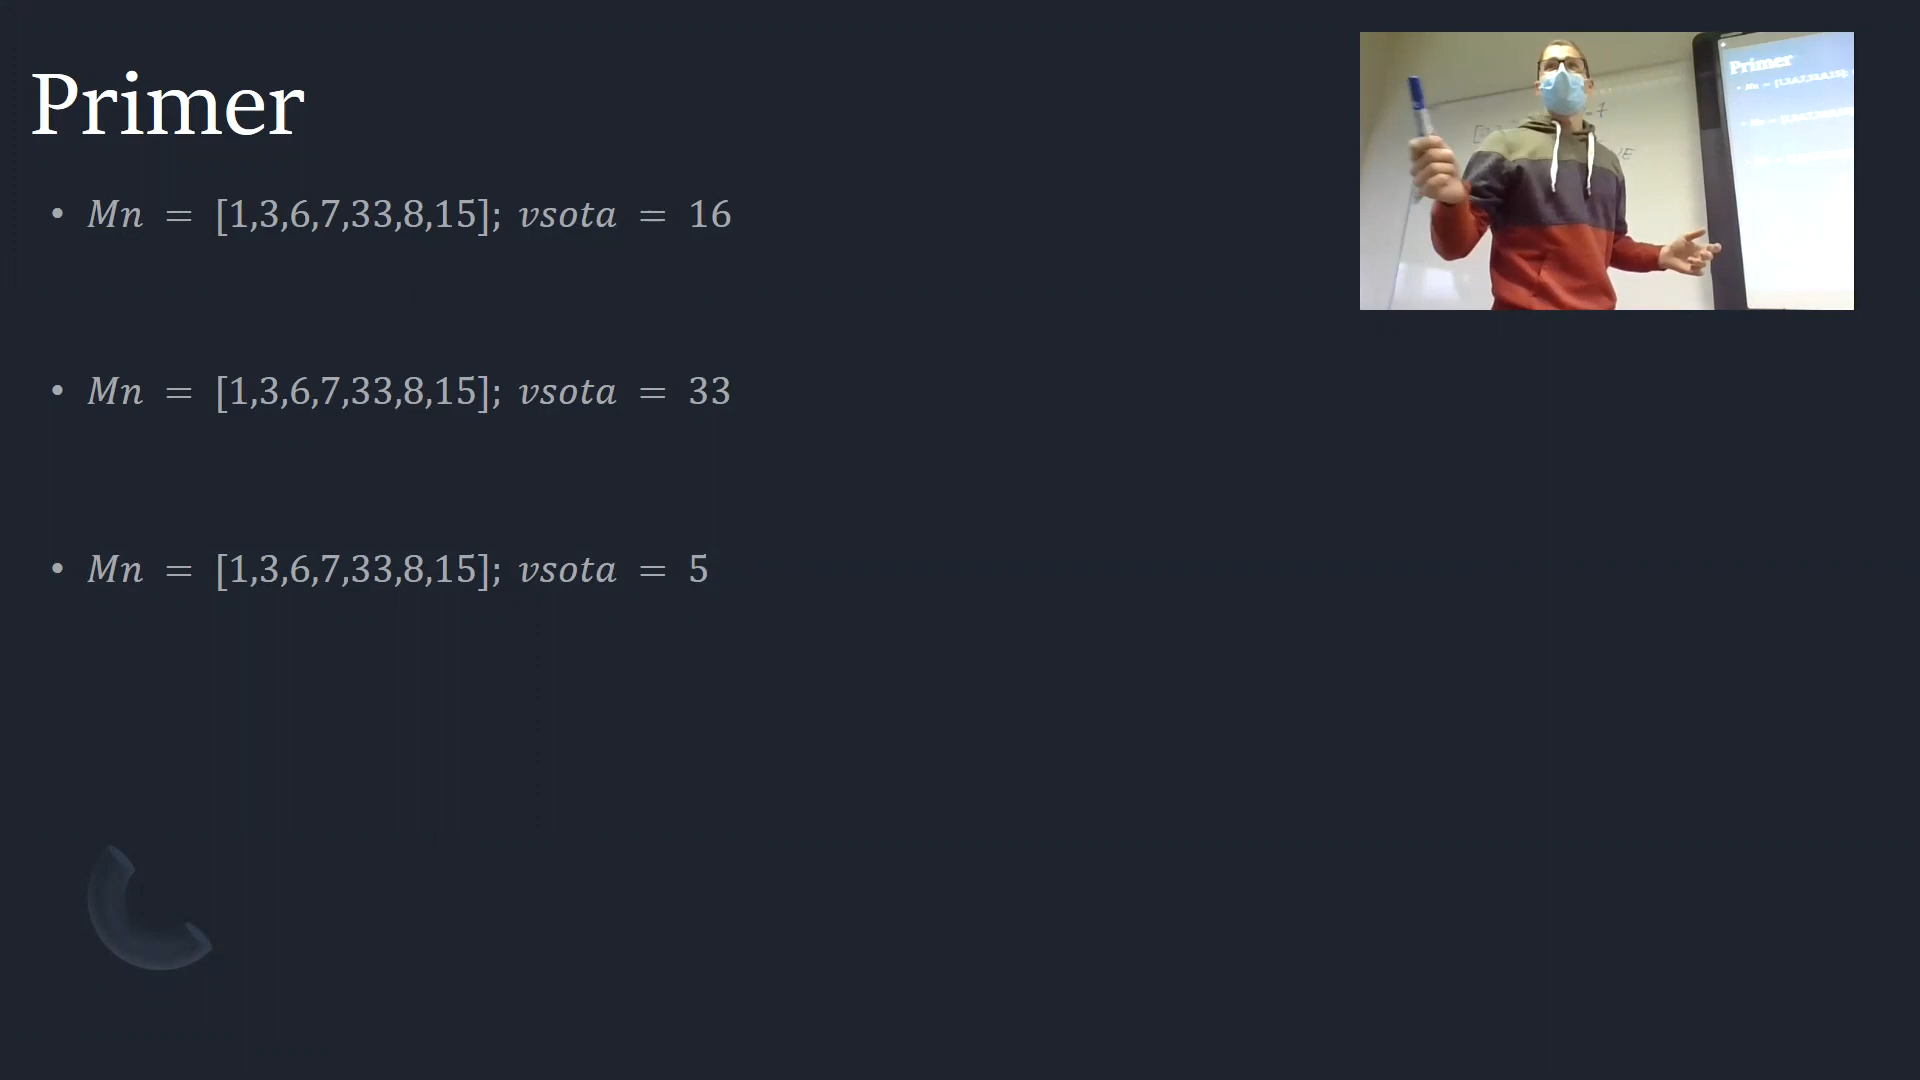 Primer
• Mn = [1,3,6,7,33,8,15]; vsota = 16
• Mn = [1,3,6,7,33,8,15]; vsota = 33
• Mn = [1,3,6,7,33,8,15]; vsota = 5
Primer